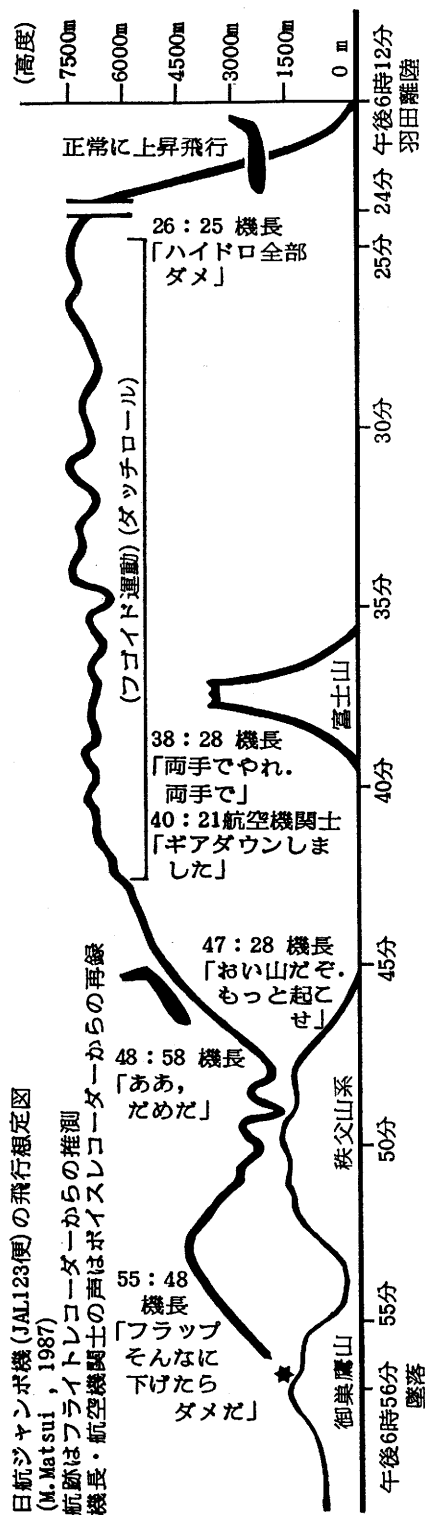 日航ジャンボ機(JAL123便)の飛行想定図
(M.Matsui , 1987)
航跡はフライトレコーダーからの推測
機長・航空機関士の声はボイスレコーダーからの再録
(高度)
7500m
6000m
4500m
3000m
1500m
0 m
正常に上昇飛行
26：25 機長
「ハイドロ全部
ダメ」
(フゴイド運動)(ダッチロール)
38：28 機長
「両手でやれ.
両手で」
40：21航空機関士
「ギアダウンしま
した」
47：28 機長
「おい山だぞ.
もっと起こ
せ」
48：58 機長
「ああ，
だめだ」
55：48
機長
「フラップ
そんなに
下げたら
ダメだ」
富士山
秩父山系
御巣鷹山
午後6時12分
羽田離陸
24分
25分
30分
35分
40分
45分
50分
55分
午後6時56分
墜落